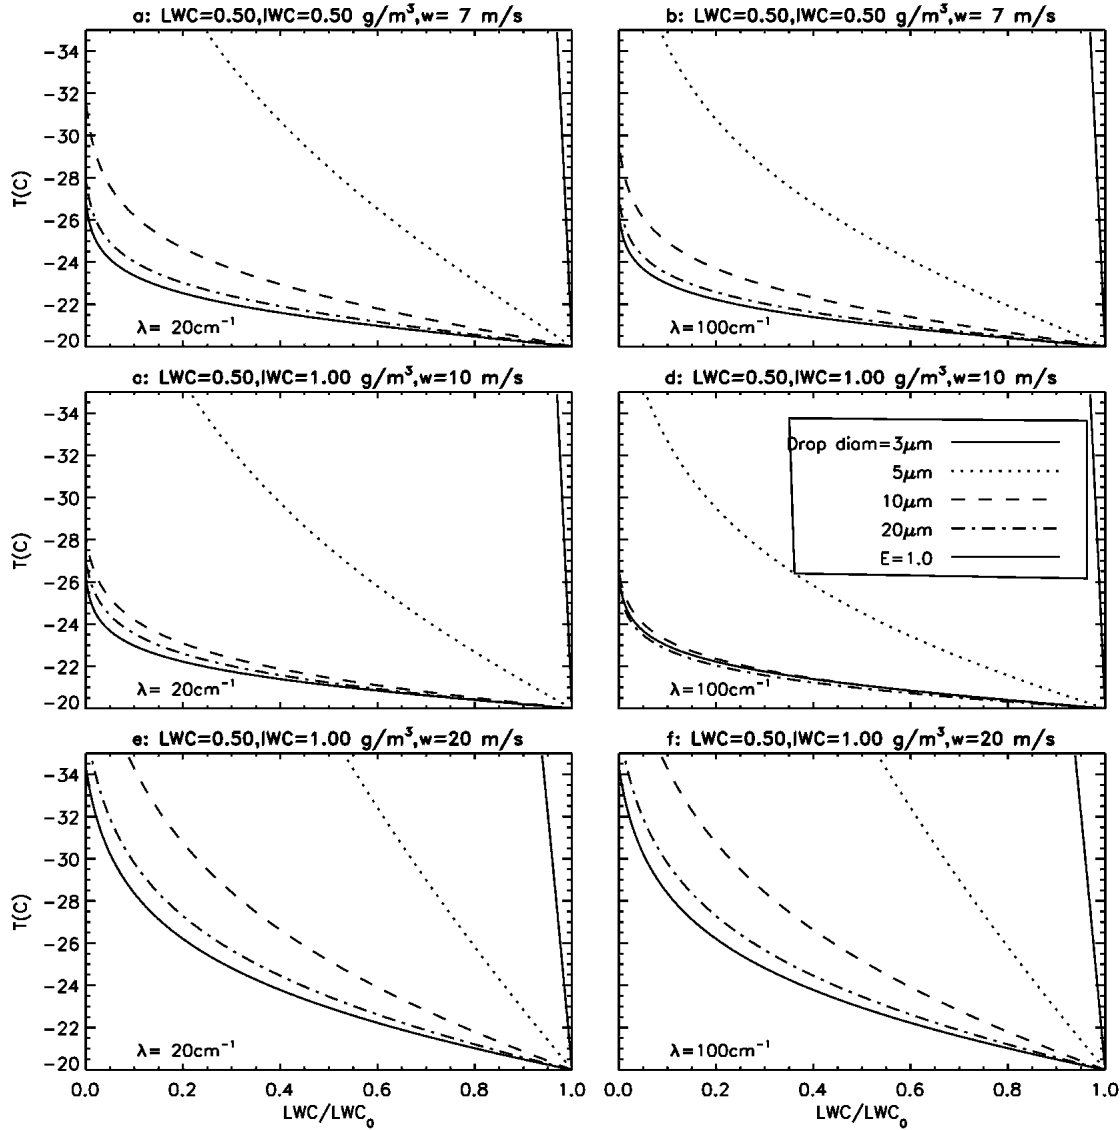 a: LWC=0.50,IWC=0.50 g/m³,w= 7 m/s
b: LWC=0.50,IWC=0.50 g/m³,w= 7 m/s
T(C)
-34
-32
-30
-28
-26
-24
-22
-20
λ= 20cm⁻¹
λ=100cm⁻¹
c: LWC=0.50,IWC=1.00 g/m³,w=10 m/s
d: LWC=0.50,IWC=1.00 g/m³,w=10 m/s
T(C)
-34
-32
-30
-28
-26
-24
-22
-20
λ= 20cm⁻¹
Drop diam=3μm
5μm
10μm
20μm
E=1.0
λ=100cm⁻¹
e: LWC=0.50,IWC=1.00 g/m³,w=20 m/s
f: LWC=0.50,IWC=1.00 g/m³,w=20 m/s
T(C)
-34
-32
-30
-28
-26
-24
-22
-20
λ= 20cm⁻¹
λ=100cm⁻¹
0.0 0.2 0.4 0.6 0.8 1.0
0.0 0.2 0.4 0.6 0.8 1.0
LWC/LWC₀
LWC/LWC₀